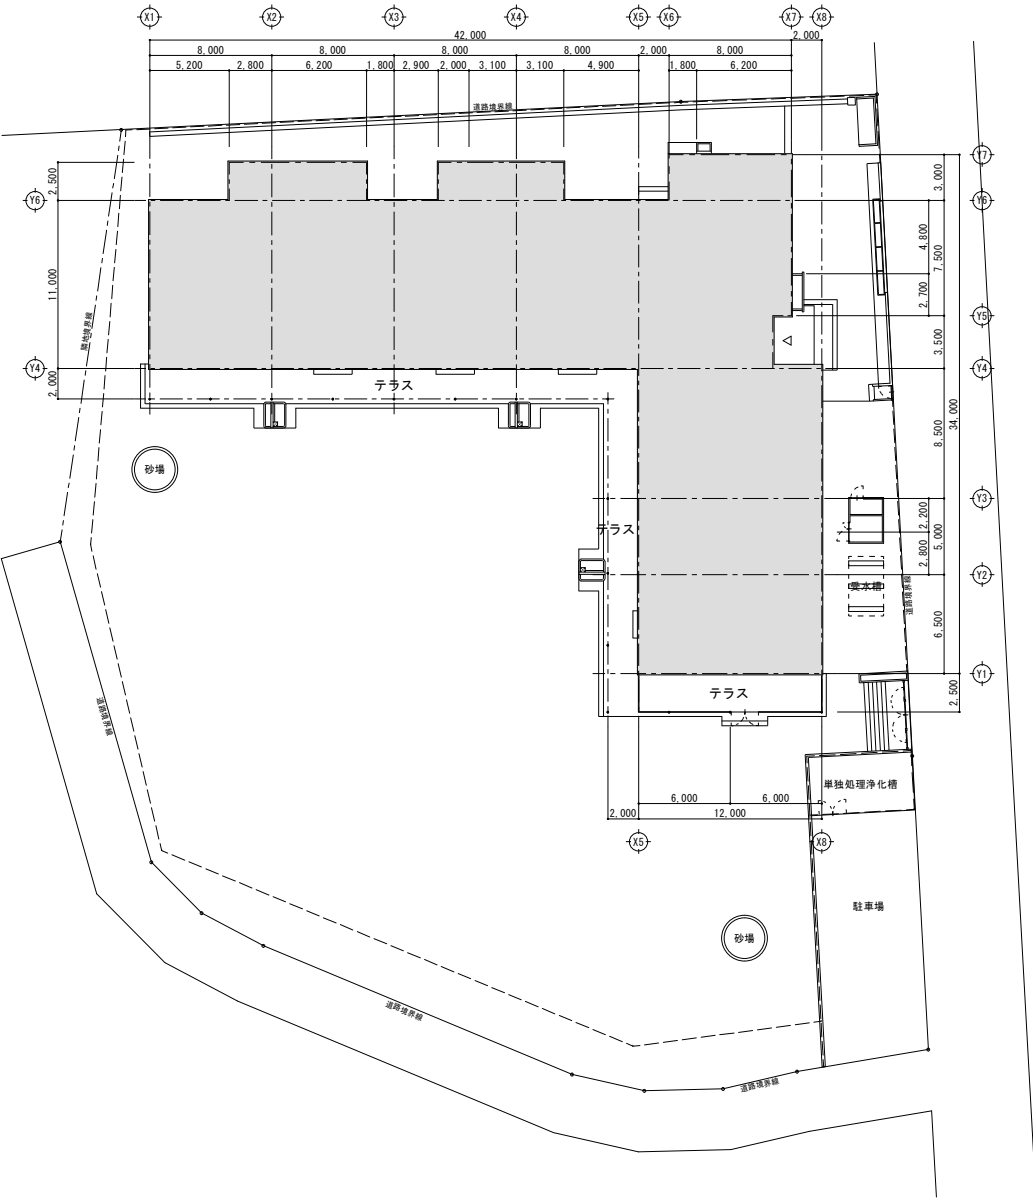 X1 X2 X3 X4 X5 X6 X7 X8
42,000 2,000
8,000 8,000 8,000 8,000 2,000 8,000
5,200 2,800 6,200 1,800 2,900 2,000 3,100 3,100 4,900 1,800 6,200
道路境界線
Y7
2,500
3,000
Y6
Y6
4,800
7,500
11,000
2,700
隣地境界線
Y5
3,500
Y4
Y4
2,000
テラス
34,000
8,500
砂場
Y3
テラス
2,200
5,000
2,800
Y2
受水槽
道路境界線
6,500
Y1
テラス
2,500
道路境界線
単独処理浄化槽
6,000 6,000
2,000 12,000
X5 X8
駐車場
砂場
道路境界線
道路境界線